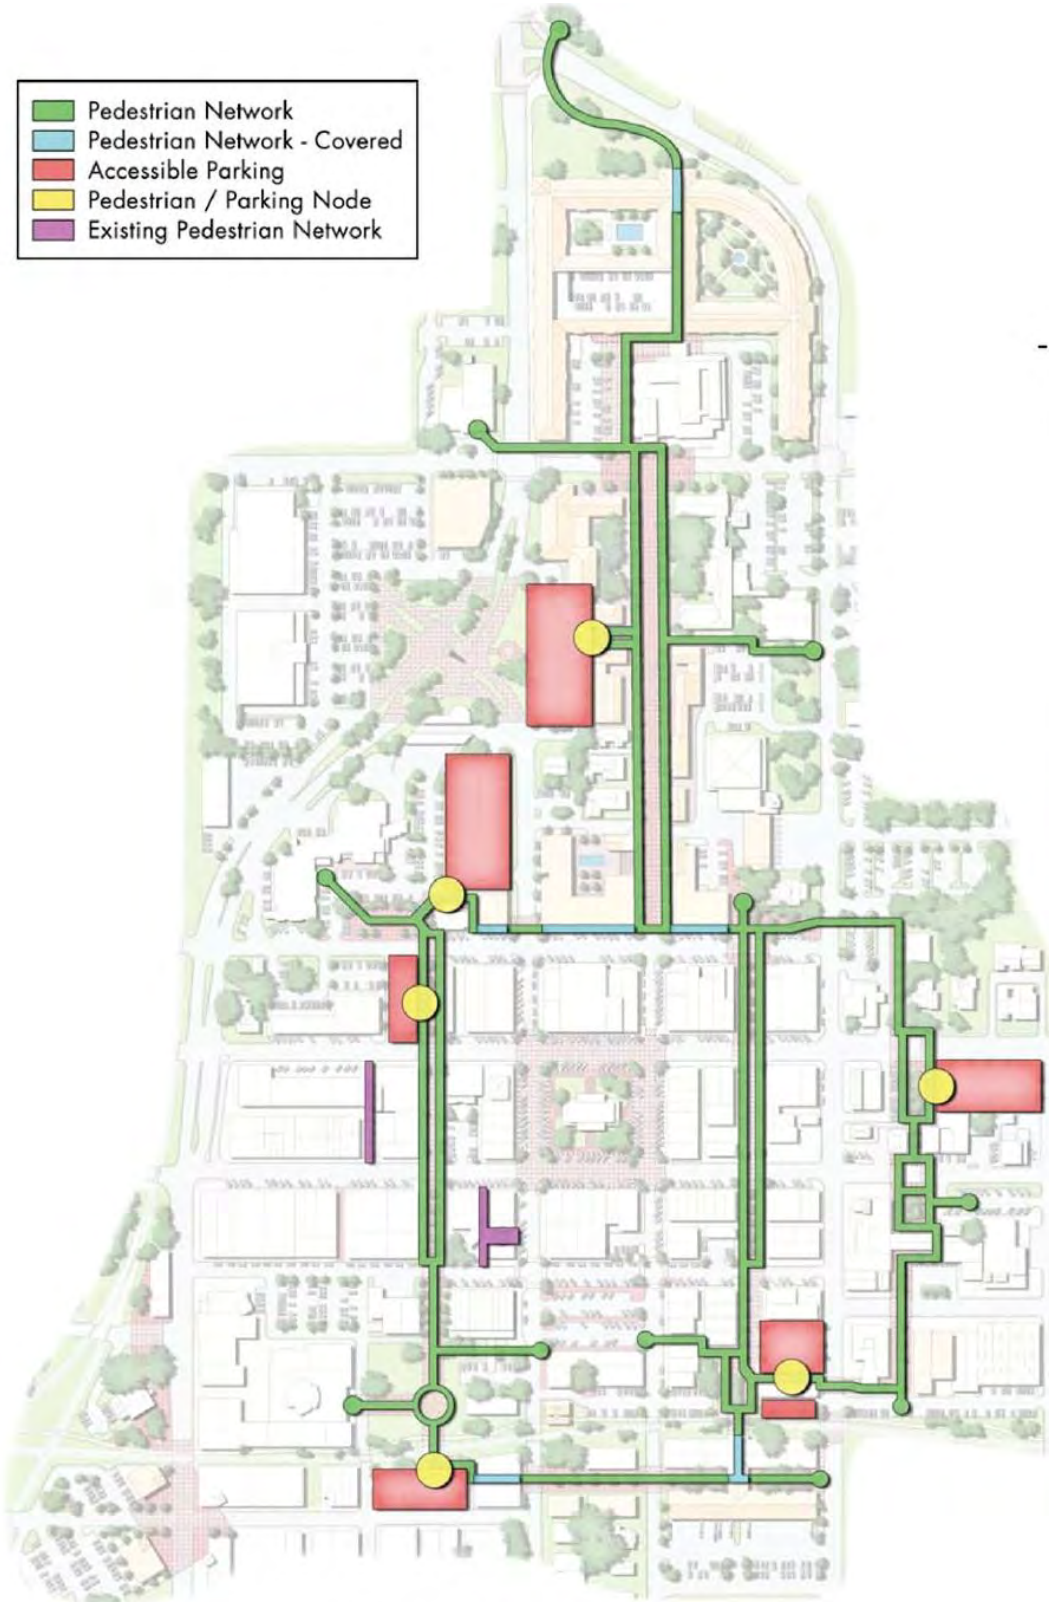 Pedestrian Network
Pedestrian Network - Covered
Accessible Parking
Pedestrian / Parking Node
Existing Pedestrian Network